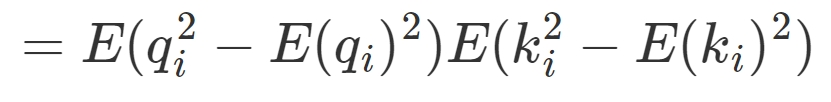 $= E(q_i^2 - E(q_i)^2)E(k_i^2 - E(k_i)^2)$